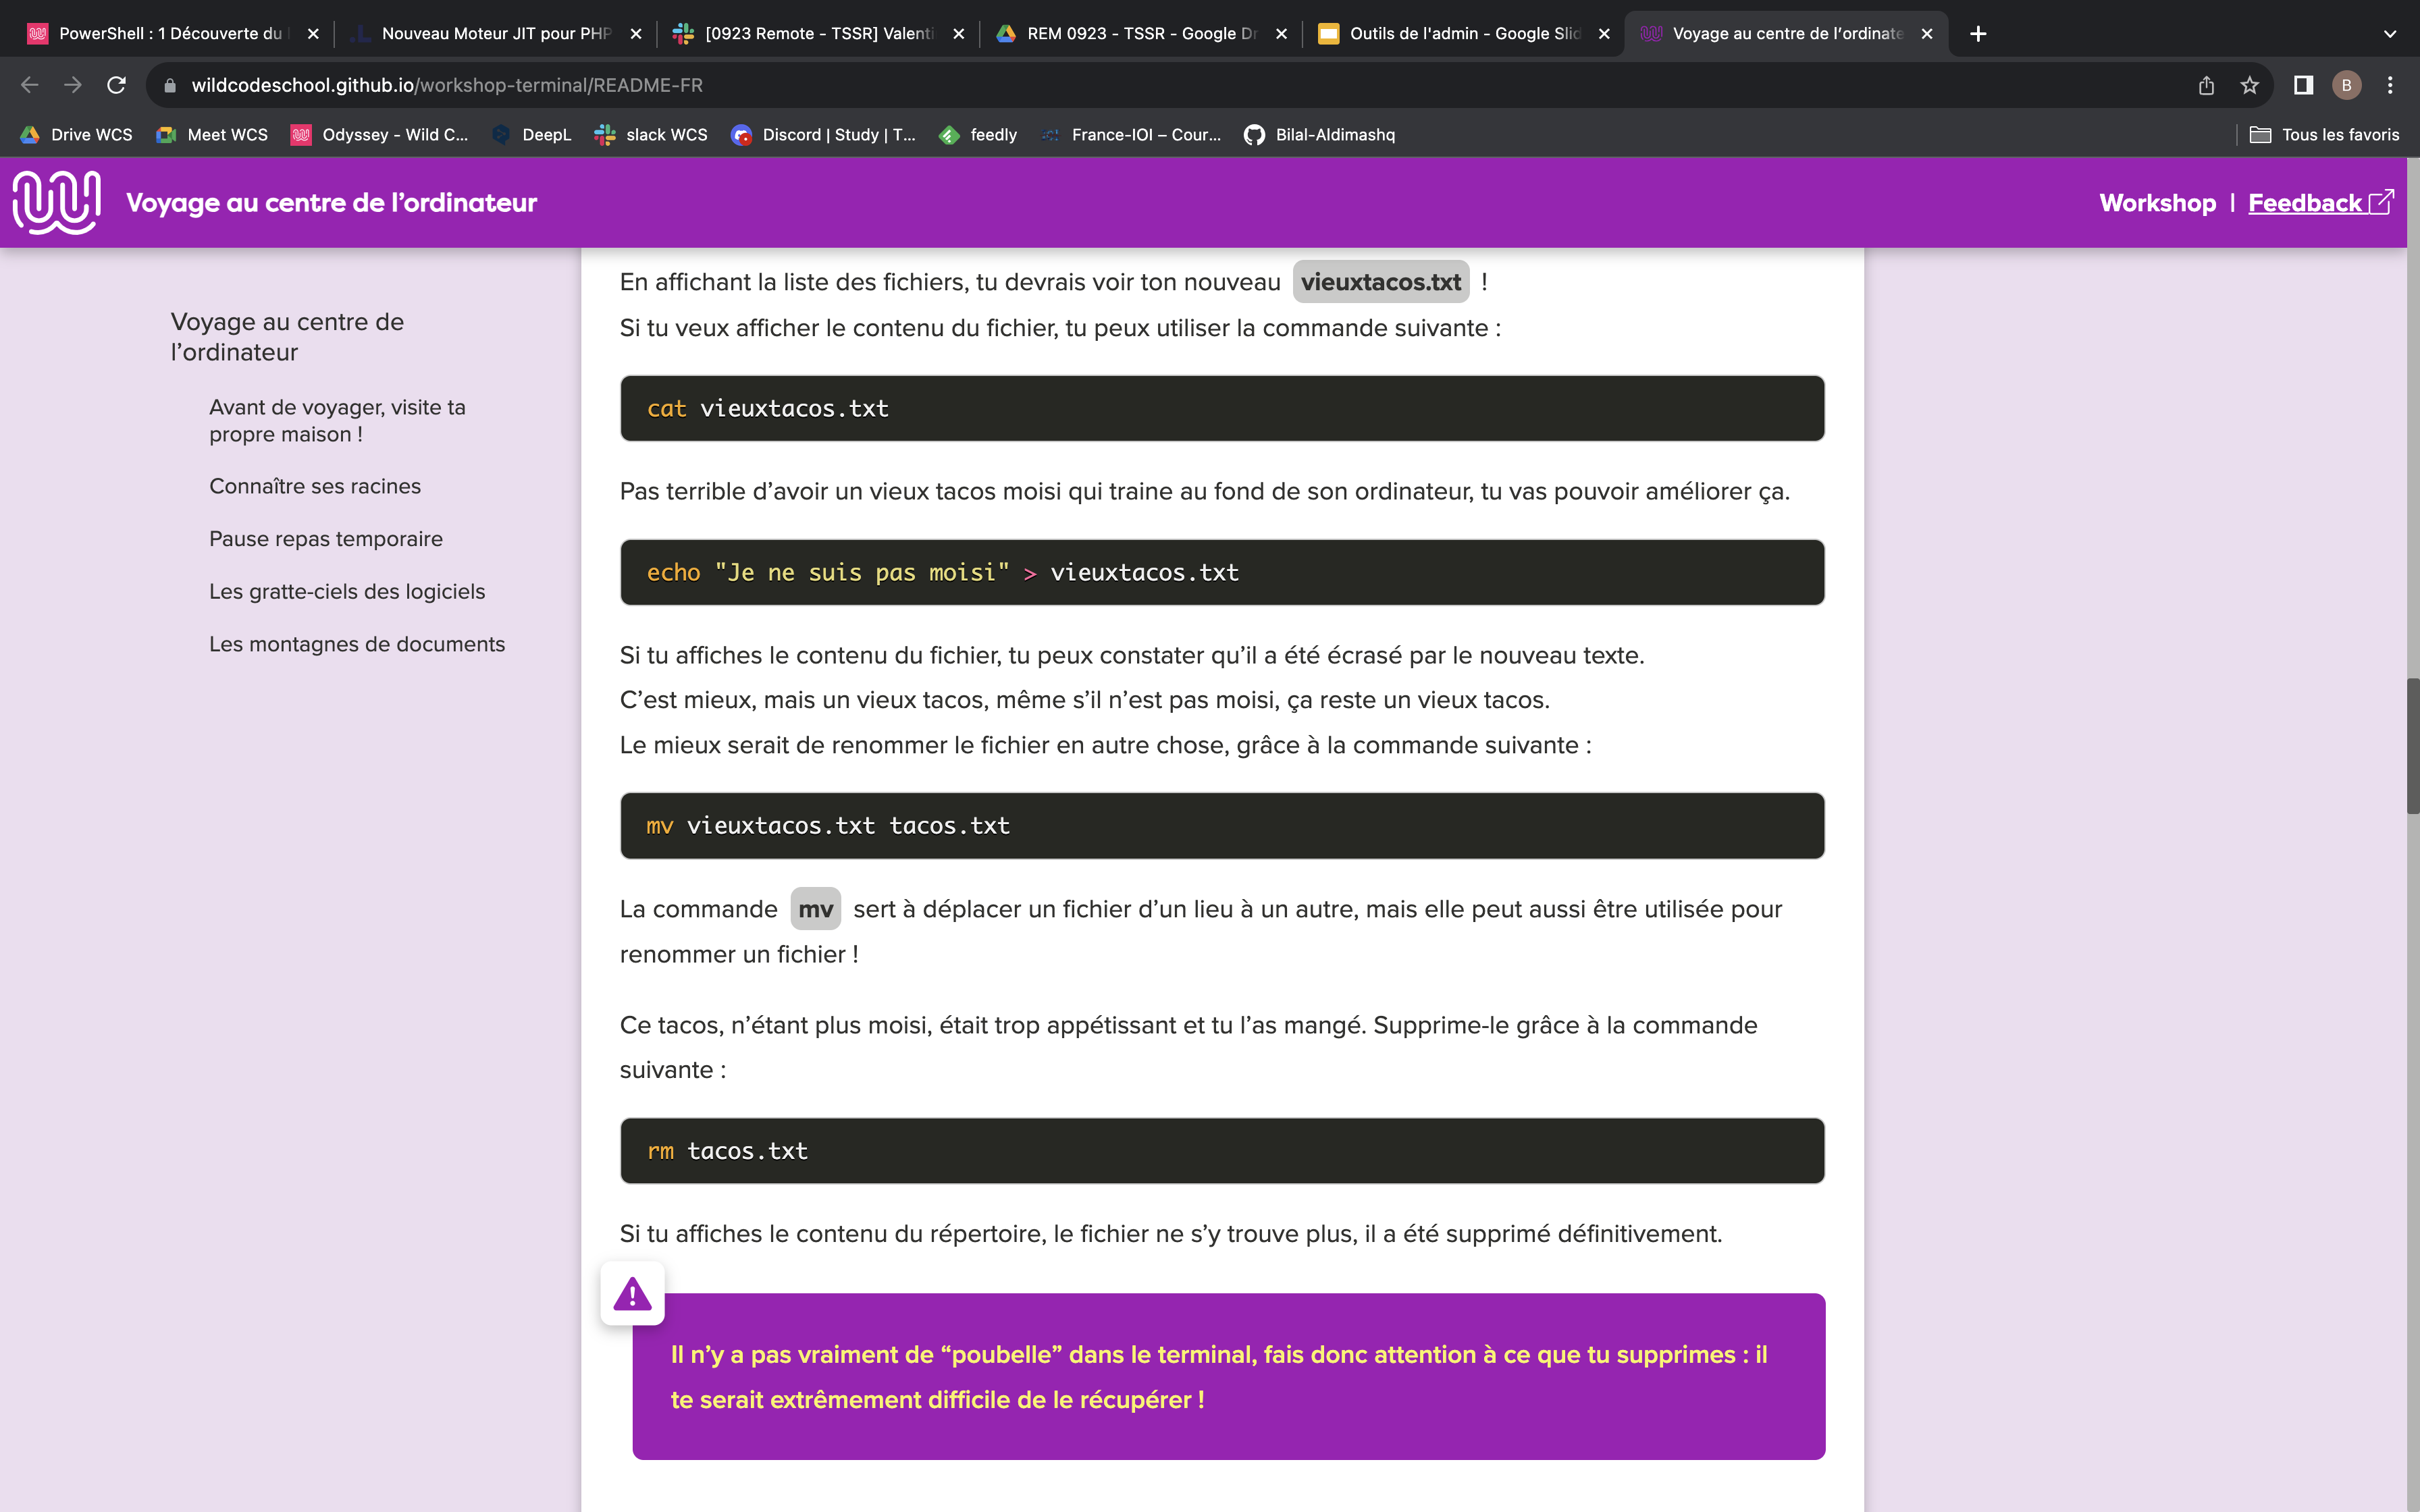 PowerShell : 1 Découverte du
Nouveau Moteur JIT pour PHP
[0923 Remote - TSSR] Valenti
REM 0923 - TSSR - Google Dr
Outils de l'admin - Google Slid
Voyage au centre de l'ordinate
wildcodeschool.github.io/workshop-terminal/README-FR
B
Drive WCS
Meet WCS
Odyssey - Wild C...
DeepL
slack WCS
Discord | Study | T...
feedly
France-IOI – Cour...
Bilal-Aldimashq
Tous les favoris
Voyage au centre de l’ordinateur
Workshop | Feedback
Voyage au centre de
l’ordinateur
Avant de voyager, visite ta
propre maison !
Connaître ses racines
Pause repas temporaire
Les gratte-ciels des logiciels
Les montagnes de documents
En affichant la liste des fichiers, tu devrais voir ton nouveau vieuxtacos.txt !
Si tu veux afficher le contenu du fichier, tu peux utiliser la commande suivante :
cat vieuxtacos.txt
Pas terrible d’avoir un vieux tacos moisi qui traine au fond de son ordinateur, tu vas pouvoir améliorer ça.
echo "Je ne suis pas moisi" > vieuxtacos.txt
Si tu affiches le contenu du fichier, tu peux constater qu’il a été écrasé par le nouveau texte.
C’est mieux, mais un vieux tacos, même s’il n’est pas moisi, ça reste un vieux tacos.
Le mieux serait de renommer le fichier en autre chose, grâce à la commande suivante :
mv vieuxtacos.txt tacos.txt
La commande mv sert à déplacer un fichier d’un lieu à un autre, mais elle peut aussi être utilisée pour
renommer un fichier !
Ce tacos, n’étant plus moisi, était trop appétissant et tu l’as mangé. Supprime-le grâce à la commande
suivante :
rm tacos.txt
Si tu affiches le contenu du répertoire, le fichier ne s’y trouve plus, il a été supprimé définitivement.
Il n’y a pas vraiment de “poubelle” dans le terminal, fais donc attention à ce que tu supprimes : il
te serait extrêmement difficile de le récupérer !